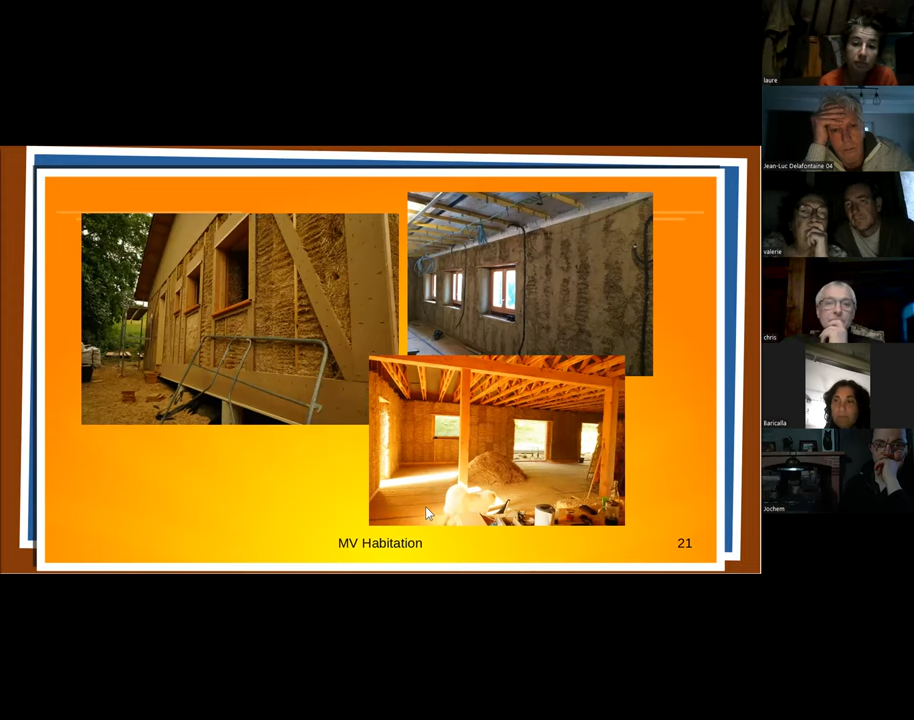 MV Habitation
21
laure
Jean-Luc Delafontaine 04
valerie
chris
Baricalla
Jochem